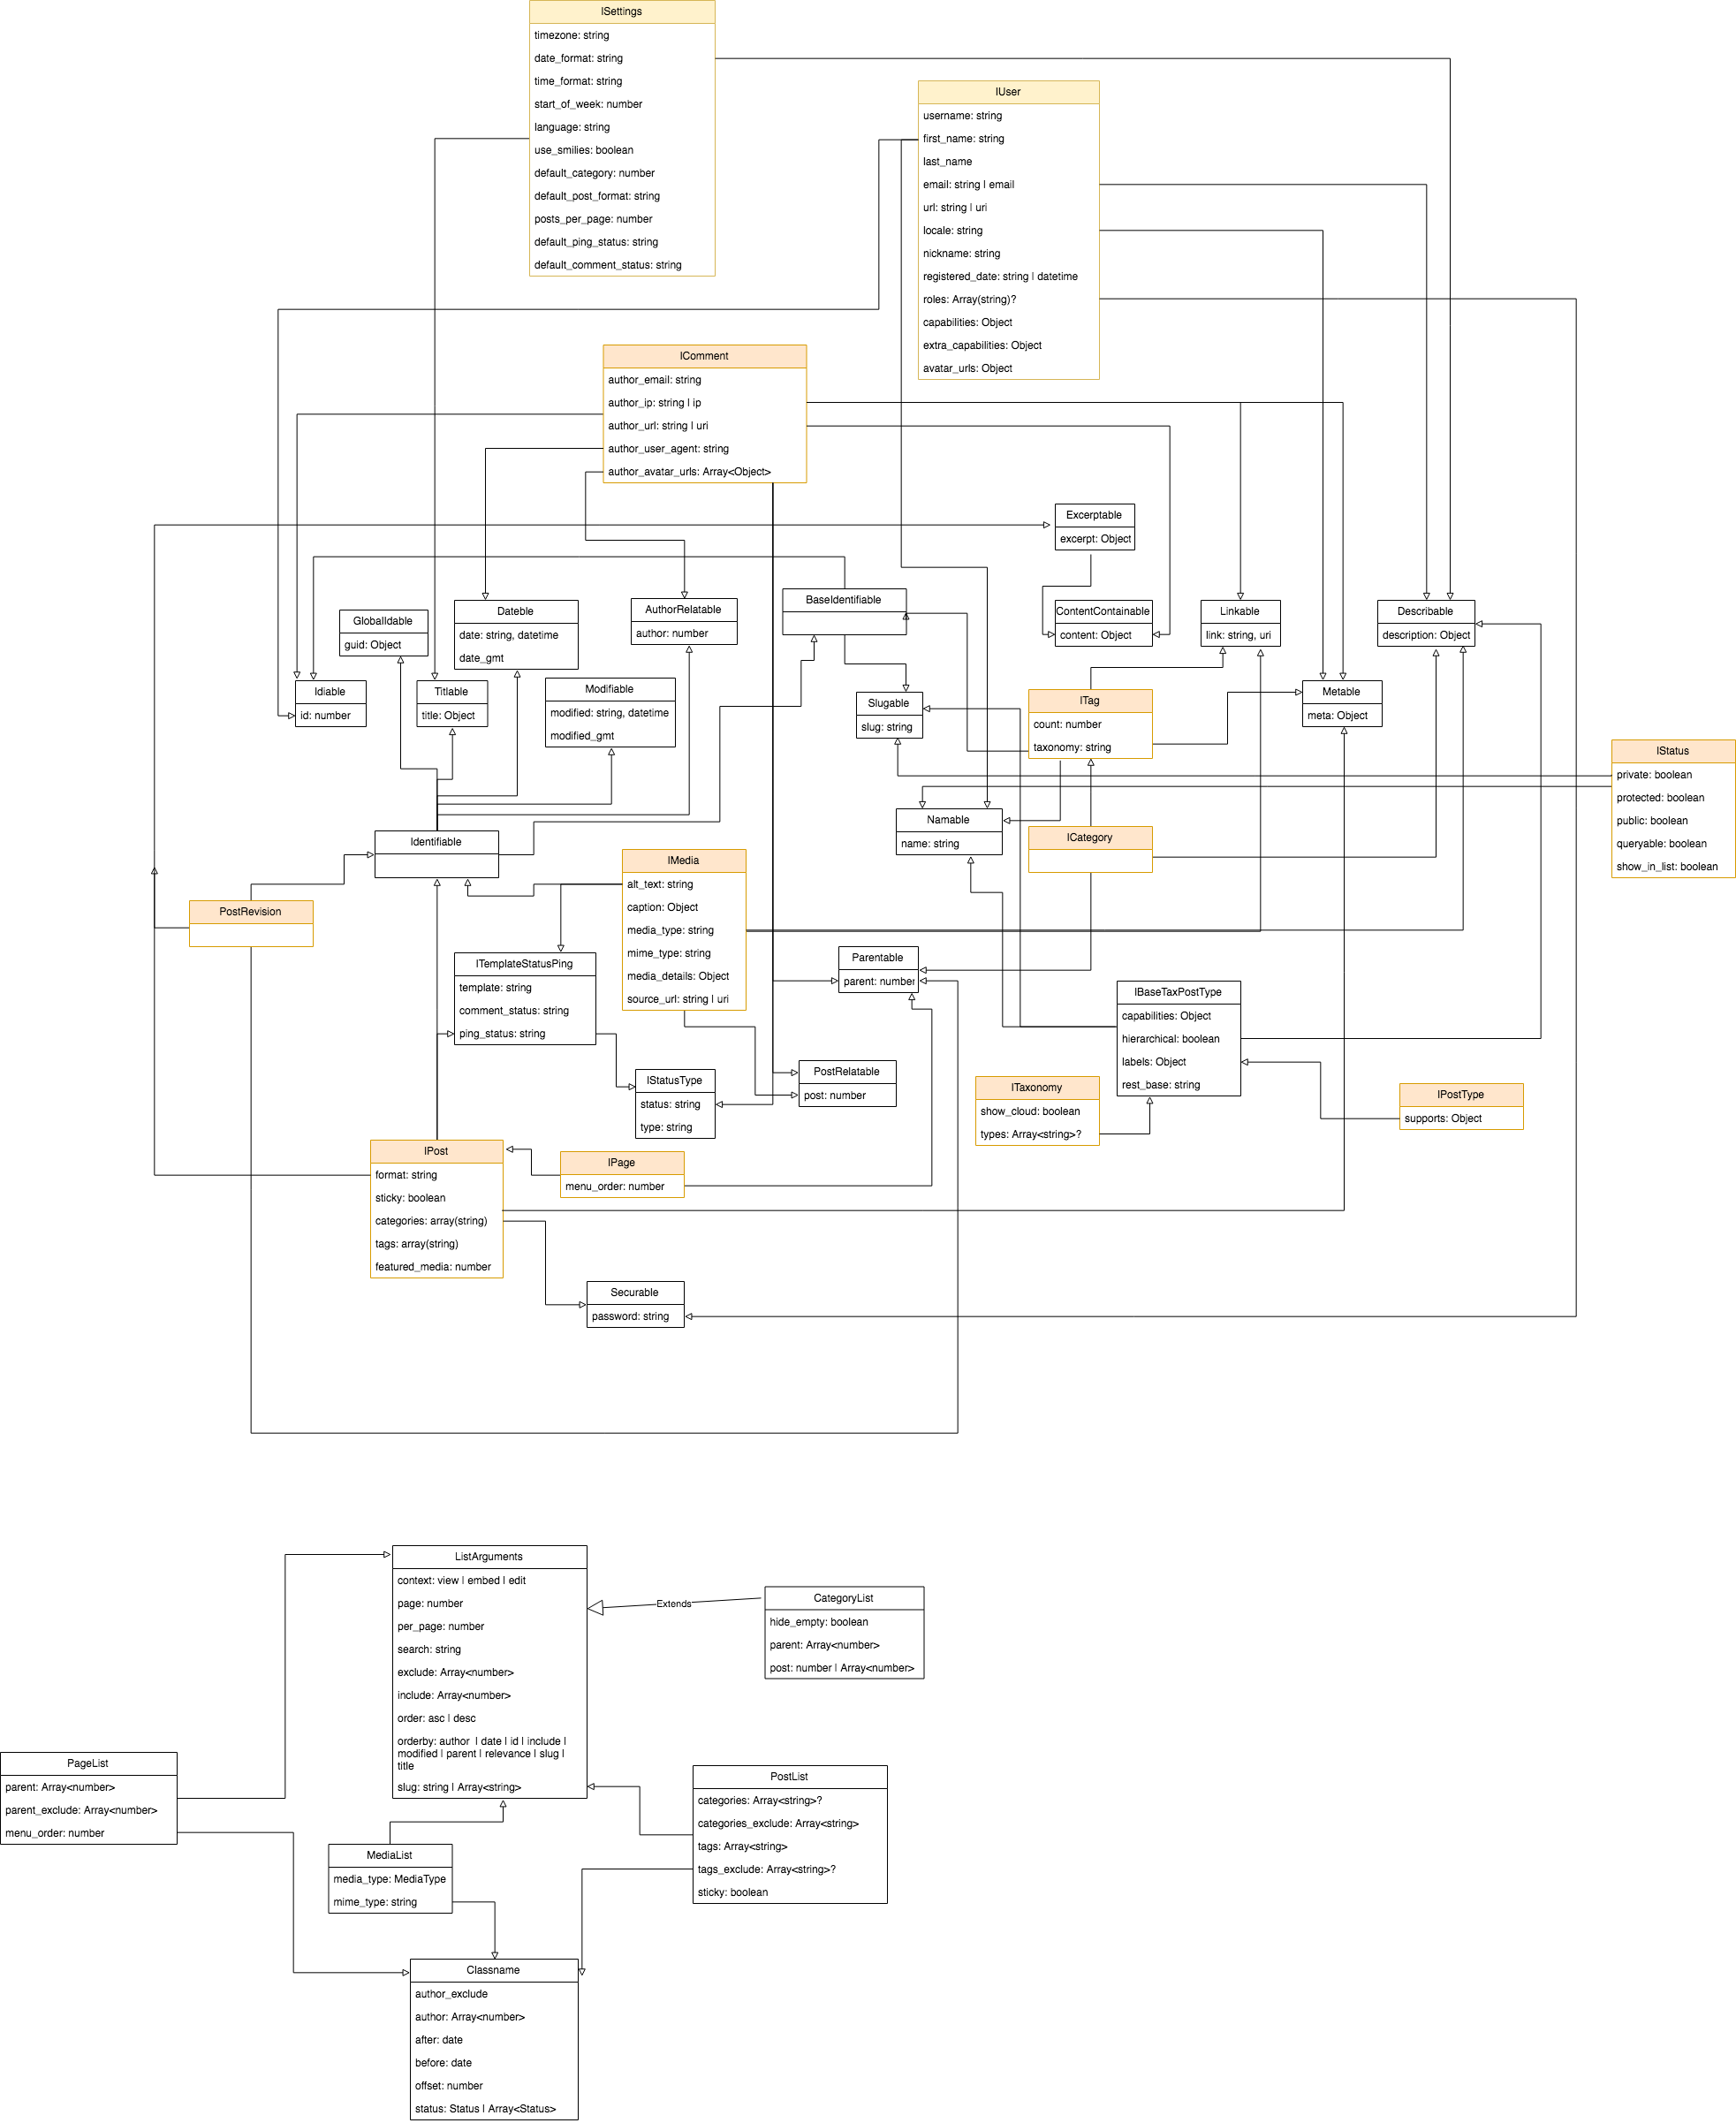 ISettings
timezone: string
date_format: string
time_format: string
start_of_week: number
language: string
use_smilies: boolean
default_category: number
default_post_format: string
posts_per_page: number
default_ping_status: string
default_comment_status: string
IUser
username: string
first_name: string
last_name
email: string | email
url: string | uri
locale: string
nickname: string
registered_date: string | datetime
roles: Array(string)?
capabilities: Object
extra_capabilities: Object
avatar_urls: Object
IComment
author_email: string
author_ip: string | ip
author_url: string | uri
author_user_agent: string
author_avatar_urls: Array<Object>
Excerptable
excerpt: Object
GlobalIdable
guid: Object
Dateble
date: string, datetime
date_gmt
AuthorRelatable
author: number
BaseIdentifiable
ContentContainable
content: Object
Linkable
link: string, uri
Describable
description: Object
Idiable
id: number
Titlable
title: Object
Modifiable
modified: string, datetime
modified_gmt
Slugable
slug: string
ITag
count: number
taxonomy: string
Metable
meta: Object
IStatus
private: boolean
protected: boolean
public: boolean
queryable: boolean
show_in_list: boolean
Namable
name: string
ICategory
Identifiable
IMedia
alt_text: string
caption: Object
media_type: string
mime_type: string
media_details: Object
source_url: string | uri
PostRevision
ITemplateStatusPing
template: string
comment_status: string
ping_status: string
Parentable
parent: number
IBaseTaxPostType
capabilities: Object
hierarchical: boolean
labels: Object
rest_base: string
IStatusType
status: string
type: string
PostRelatable
post: number
ITaxonomy
show_cloud: boolean
types: Array<string>?
IPostType
supports: Object
IPost
format: string
sticky: boolean
categories: array(string)
tags: array(string)
featured_media: number
IPage
menu_order: number
Securable
password: string
ListArguments
context: view | embed | edit
page: number
per_page: number
search: string
exclude: Array<number>
include: Array<number>
order: asc | desc
orderby: author | date | id | include |
modified | parent | relevance | slug |
title
slug: string | Array<string>
Extends
CategoryList
hide_empty: boolean
parent: Array<number>
post: number | Array<number>
PageList
parent: Array<number>
parent_exclude: Array<number>
menu_order: number
PostList
categories: Array<string>?
categories_exclude: Array<string>
tags: Array<string>
tags_exclude: Array<string>?
sticky: boolean
MediaList
media_type: MediaType
mime_type: string
Classname
author_exclude
author: Array<number>
after: date
before: date
offset: number
status: Status | Array<Status>